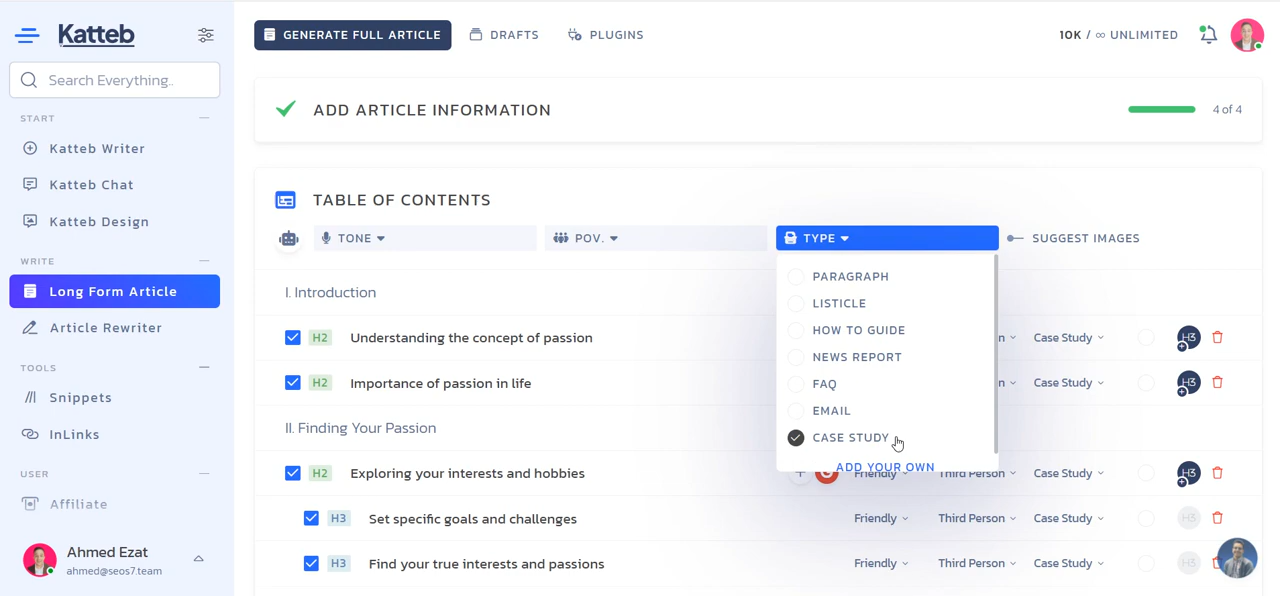 Katteb
Search Everything..
START
Katteb Writer
Katteb Chat
Katteb Design
WRITE
Long Form Article
Article Rewriter
TOOLS
Snippets
InLinks
USER
Affiliate
Ahmed Ezat
ahmed@seos7.team
GENERATE FULL ARTICLE
DRAFTS
PLUGINS
10K / ∞ UNLIMITED
ADD ARTICLE INFORMATION
4 of 4
TABLE OF CONTENTS
TONE
POV.
TYPE
SUGGEST IMAGES
PARAGRAPH
LISTICLE
HOW TO GUIDE
NEWS REPORT
FAQ
EMAIL
CASE STUDY
ADD YOUR OWN
I. Introduction
H2 Understanding the concept of passion Case Study H3
H2 Importance of passion in life Case Study H3
II. Finding Your Passion
H2 Exploring your interests and hobbies Friendly Third Person Case Study H3
H3 Set specific goals and challenges Friendly Third Person Case Study H3
H3 Find your true interests and passions Friendly Third Person Case Study H3